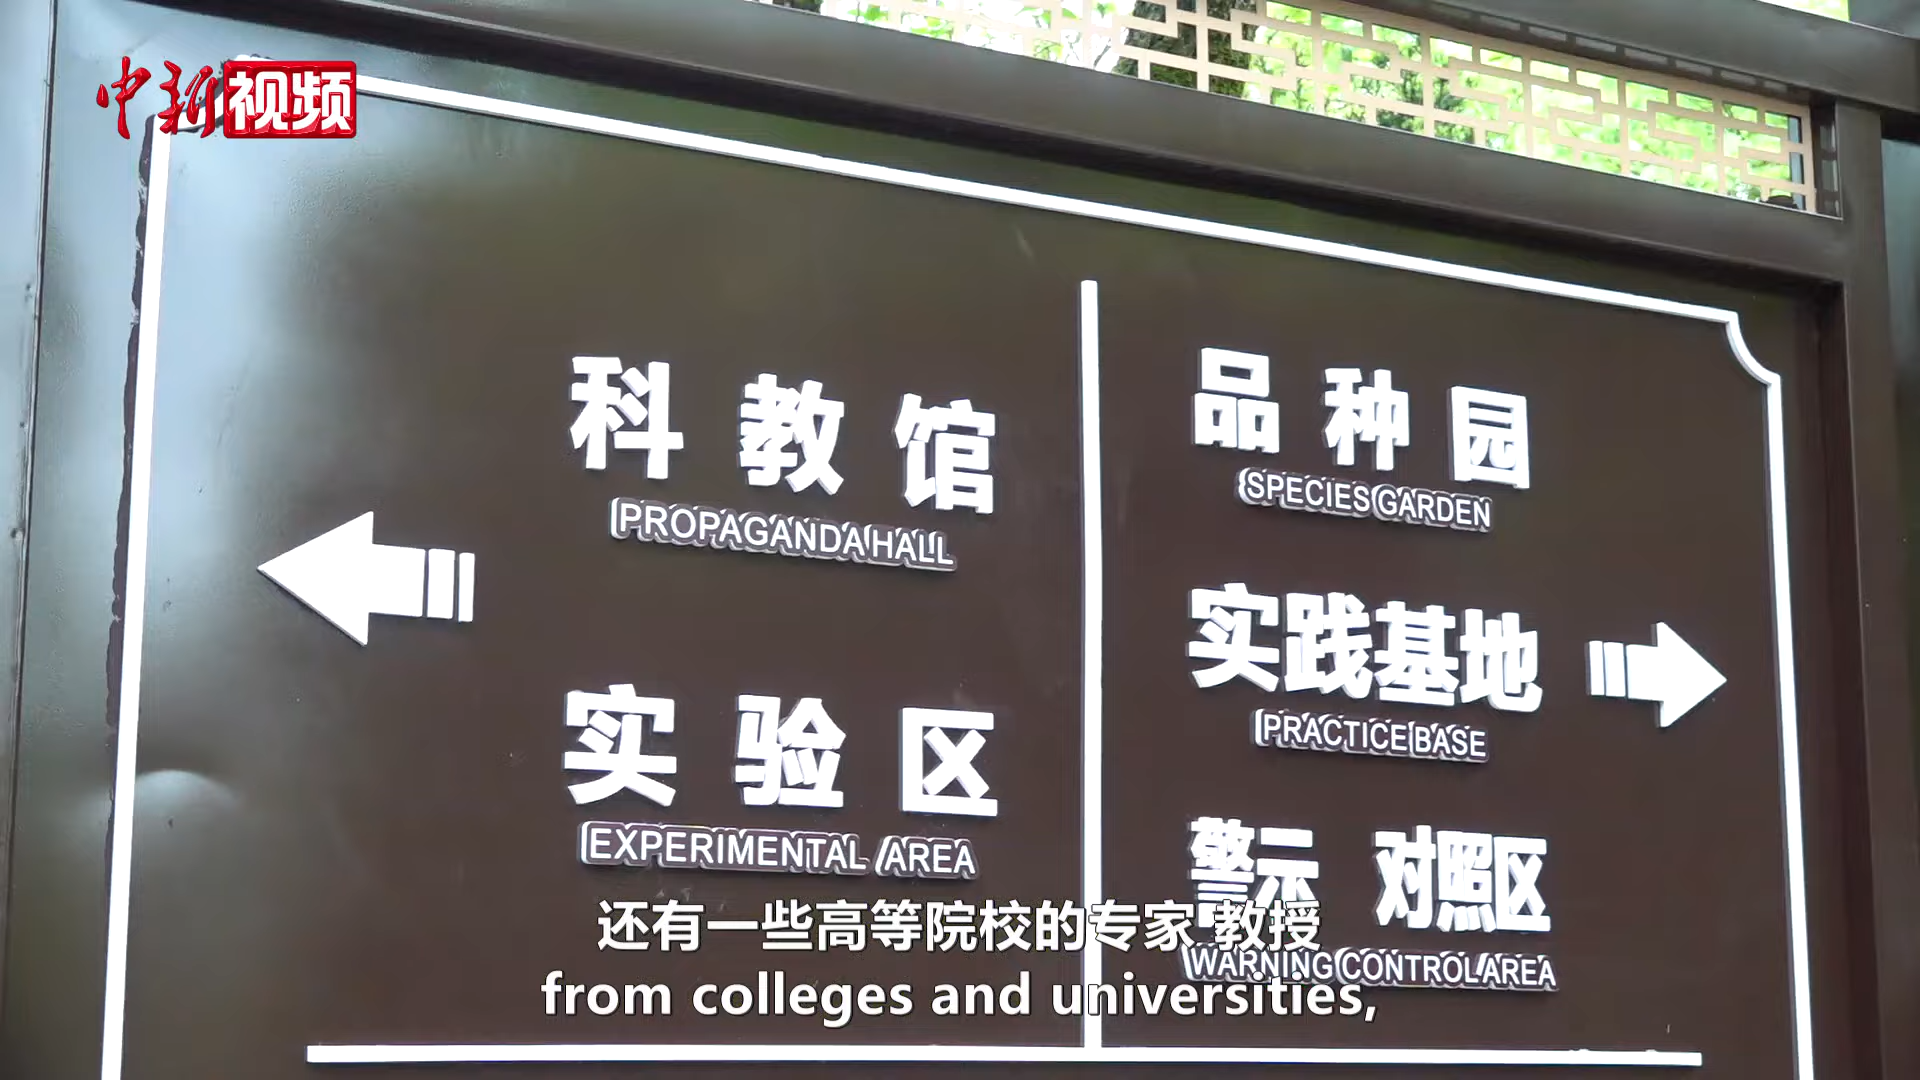 中新视频
科教馆
PROPAGANDA HALL
实验区
EXPERIMENTAL AREA
品种园
SPECIES GARDEN
实践基地
PRACTICE BASE
警示 对照区
WARNING CONTROL AREA
还有一些高等院校的专家 教授
from colleges and universities,